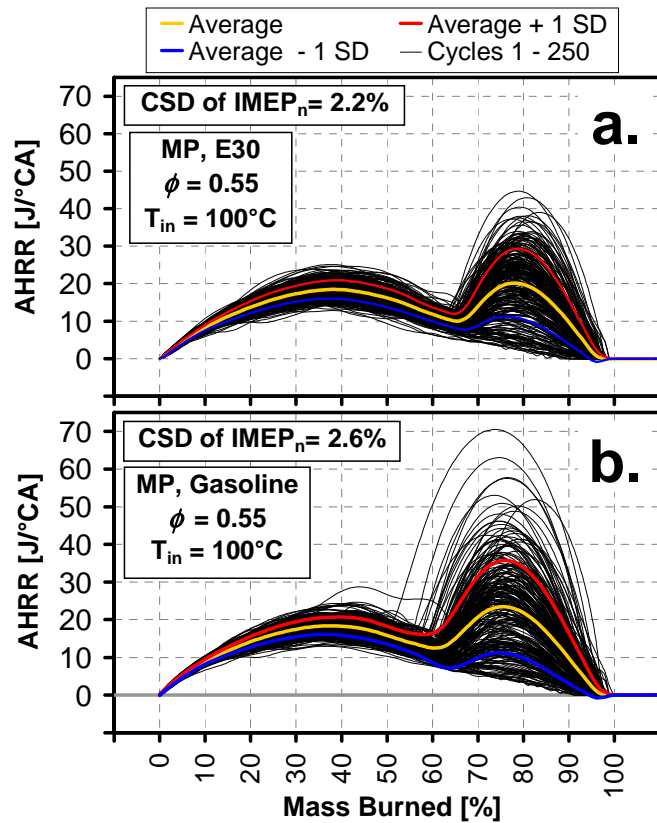 Average
Average + 1 SD
Average - 1 SD
Cycles 1 - 250
70
60
50
40
30
20
10
0
AHRR [J/°CA]
CSD of IMEPn= 2.2%
MP, E30
ϕ = 0.55
Tin = 100°C
a.
70
60
50
40
30
20
10
0
AHRR [J/°CA]
CSD of IMEPn= 2.6%
MP, Gasoline
ϕ = 0.55
Tin = 100°C
b.
0 10 20 30 40 50 60 70 80 90 100
Mass Burned [%]